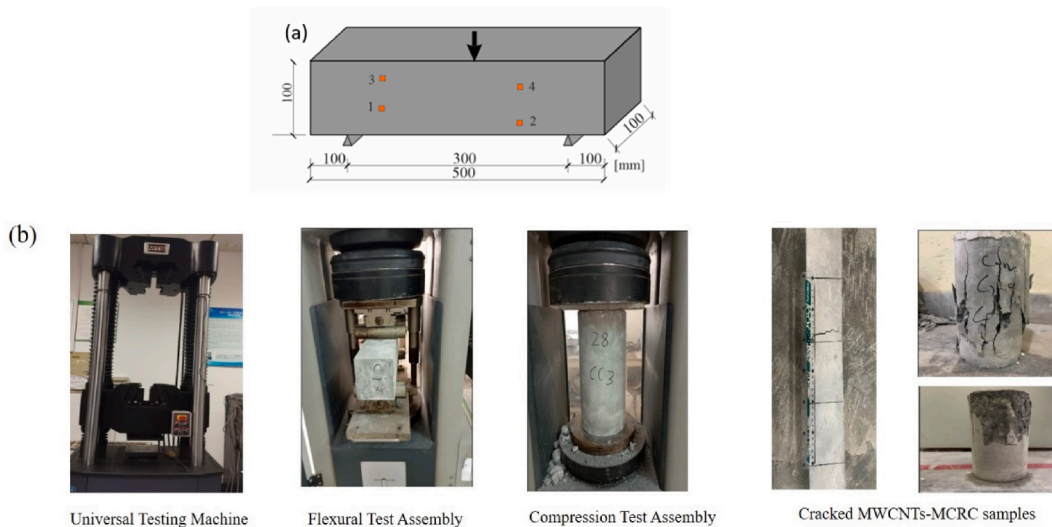 (a)
3
4
1
2
100
100
100
300
100
[mm]
500
(b)
MTS
28
CC3
Universal Testing Machine
Flexural Test Assembly
Compression Test Assembly
Cracked MWCNTs-MCRC samples